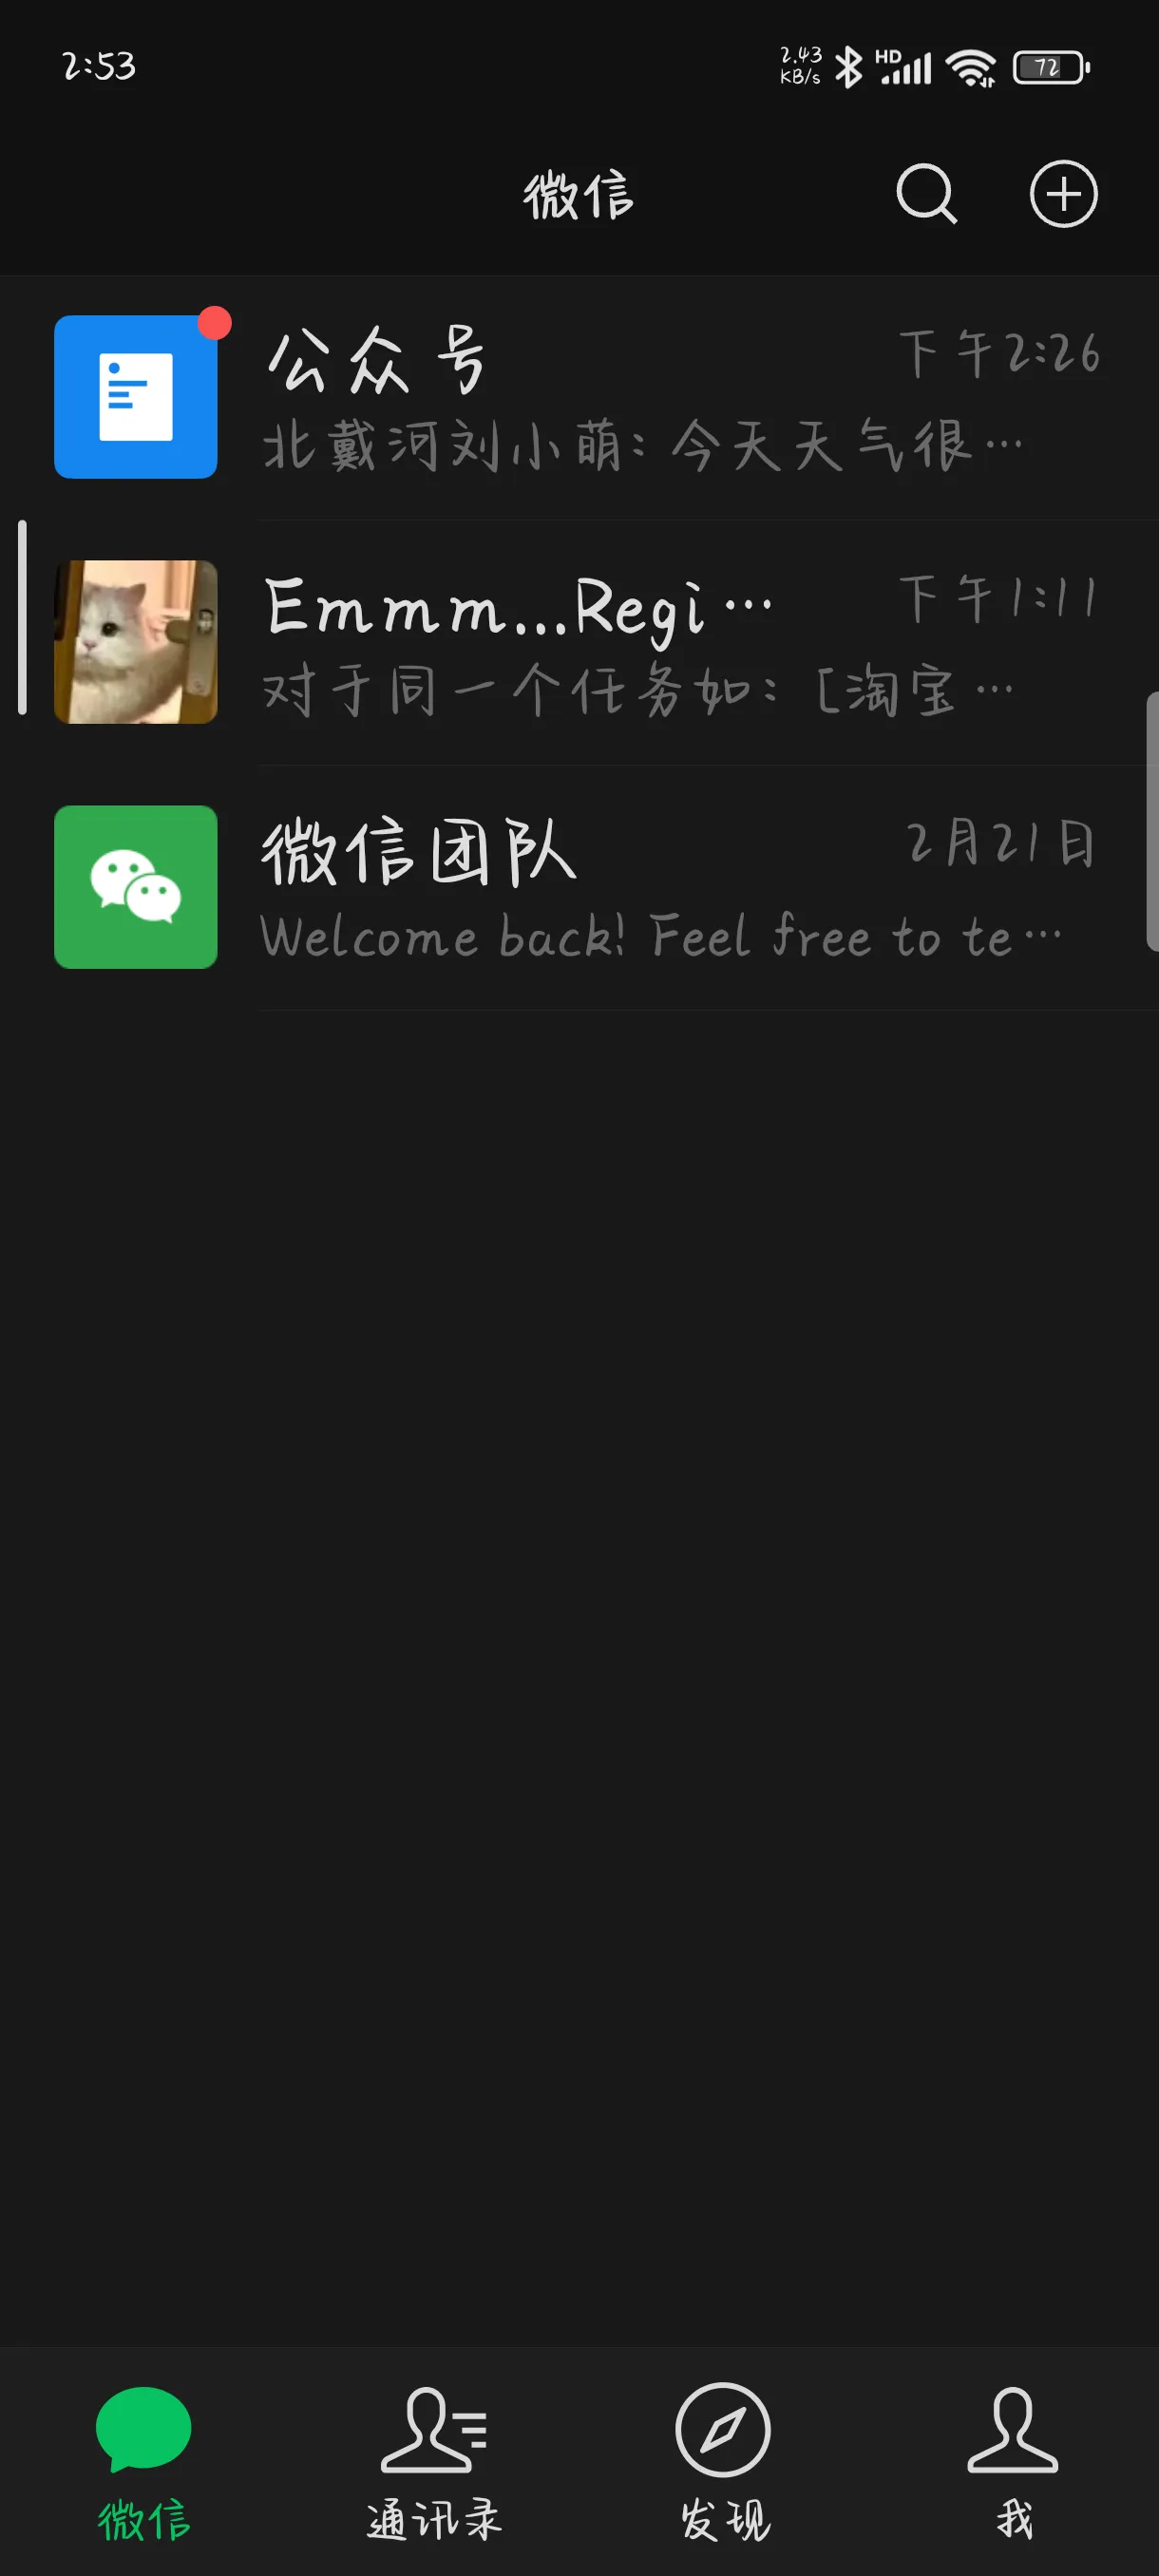 2:53
2.43 KB/s
HD
72
微信
公众号
下午2:26
北戴河刘小萌: 今天天气很…
Emmm...Regi…
下午1:11
对于同一个任务如: [淘宝…
微信团队
2月21日
Welcome back! Feel free to te…
微信
通讯录
发现
我